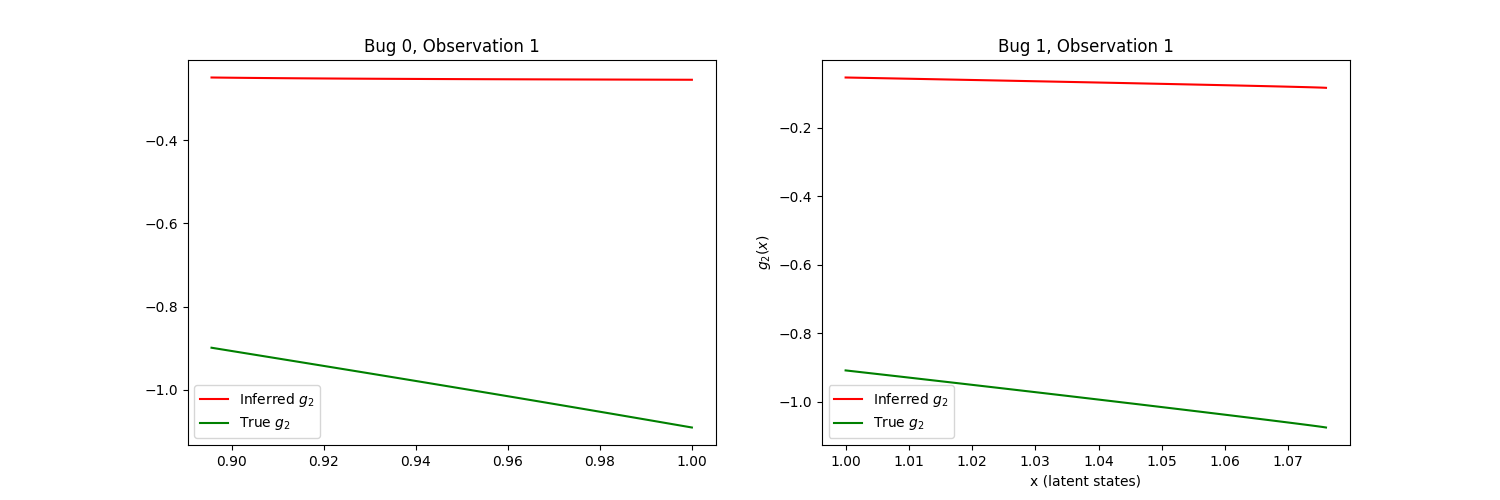 Bug 0, Observation 1
−0.4
−0.6
−0.8
−1.0
Inferred g₂
True g₂
0.90 0.92 0.94 0.96 0.98 1.00
Bug 1, Observation 1
g₂(x)
−0.2
−0.4
−0.6
−0.8
−1.0
Inferred g₂
True g₂
1.00 1.01 1.02 1.03 1.04 1.05 1.06 1.07
x (latent states)